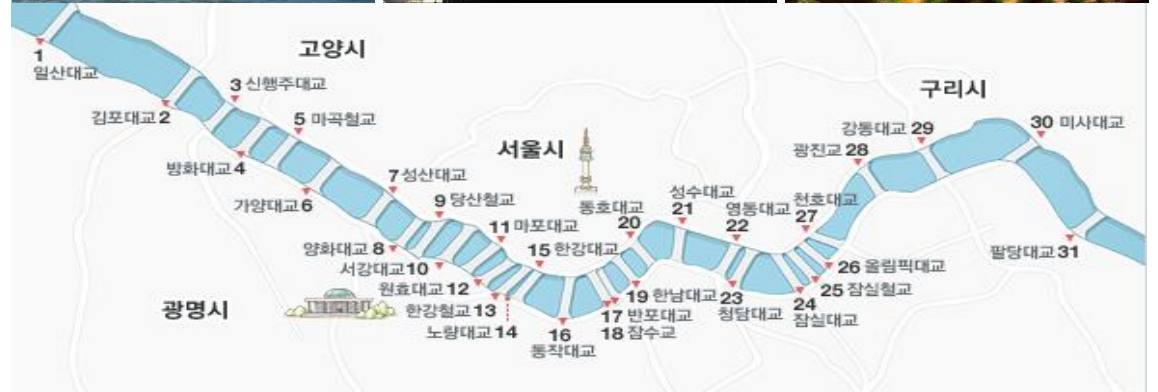 1
일산대교
고양시
김포대교 2
3 신행주대교
방화대교 4
5 마곡철교
가양대교 6
7 성산대교
양화대교 8
9 당산철교
서강대교 10
11 마포대교
원효대교 12
한강철교 13
노량대교 14
15 한강대교
16
동작대교
17 반포대교
18 잠수교
19 한남대교
동호대교
20
성수대교
21
영동대교
22
23
청담대교
24
잠실대교
25 잠실철교
26 올림픽대교
천호대교
27
광진교 28
강동대교 29
30 미사대교
팔당대교 31
서울시
구리시
광명시